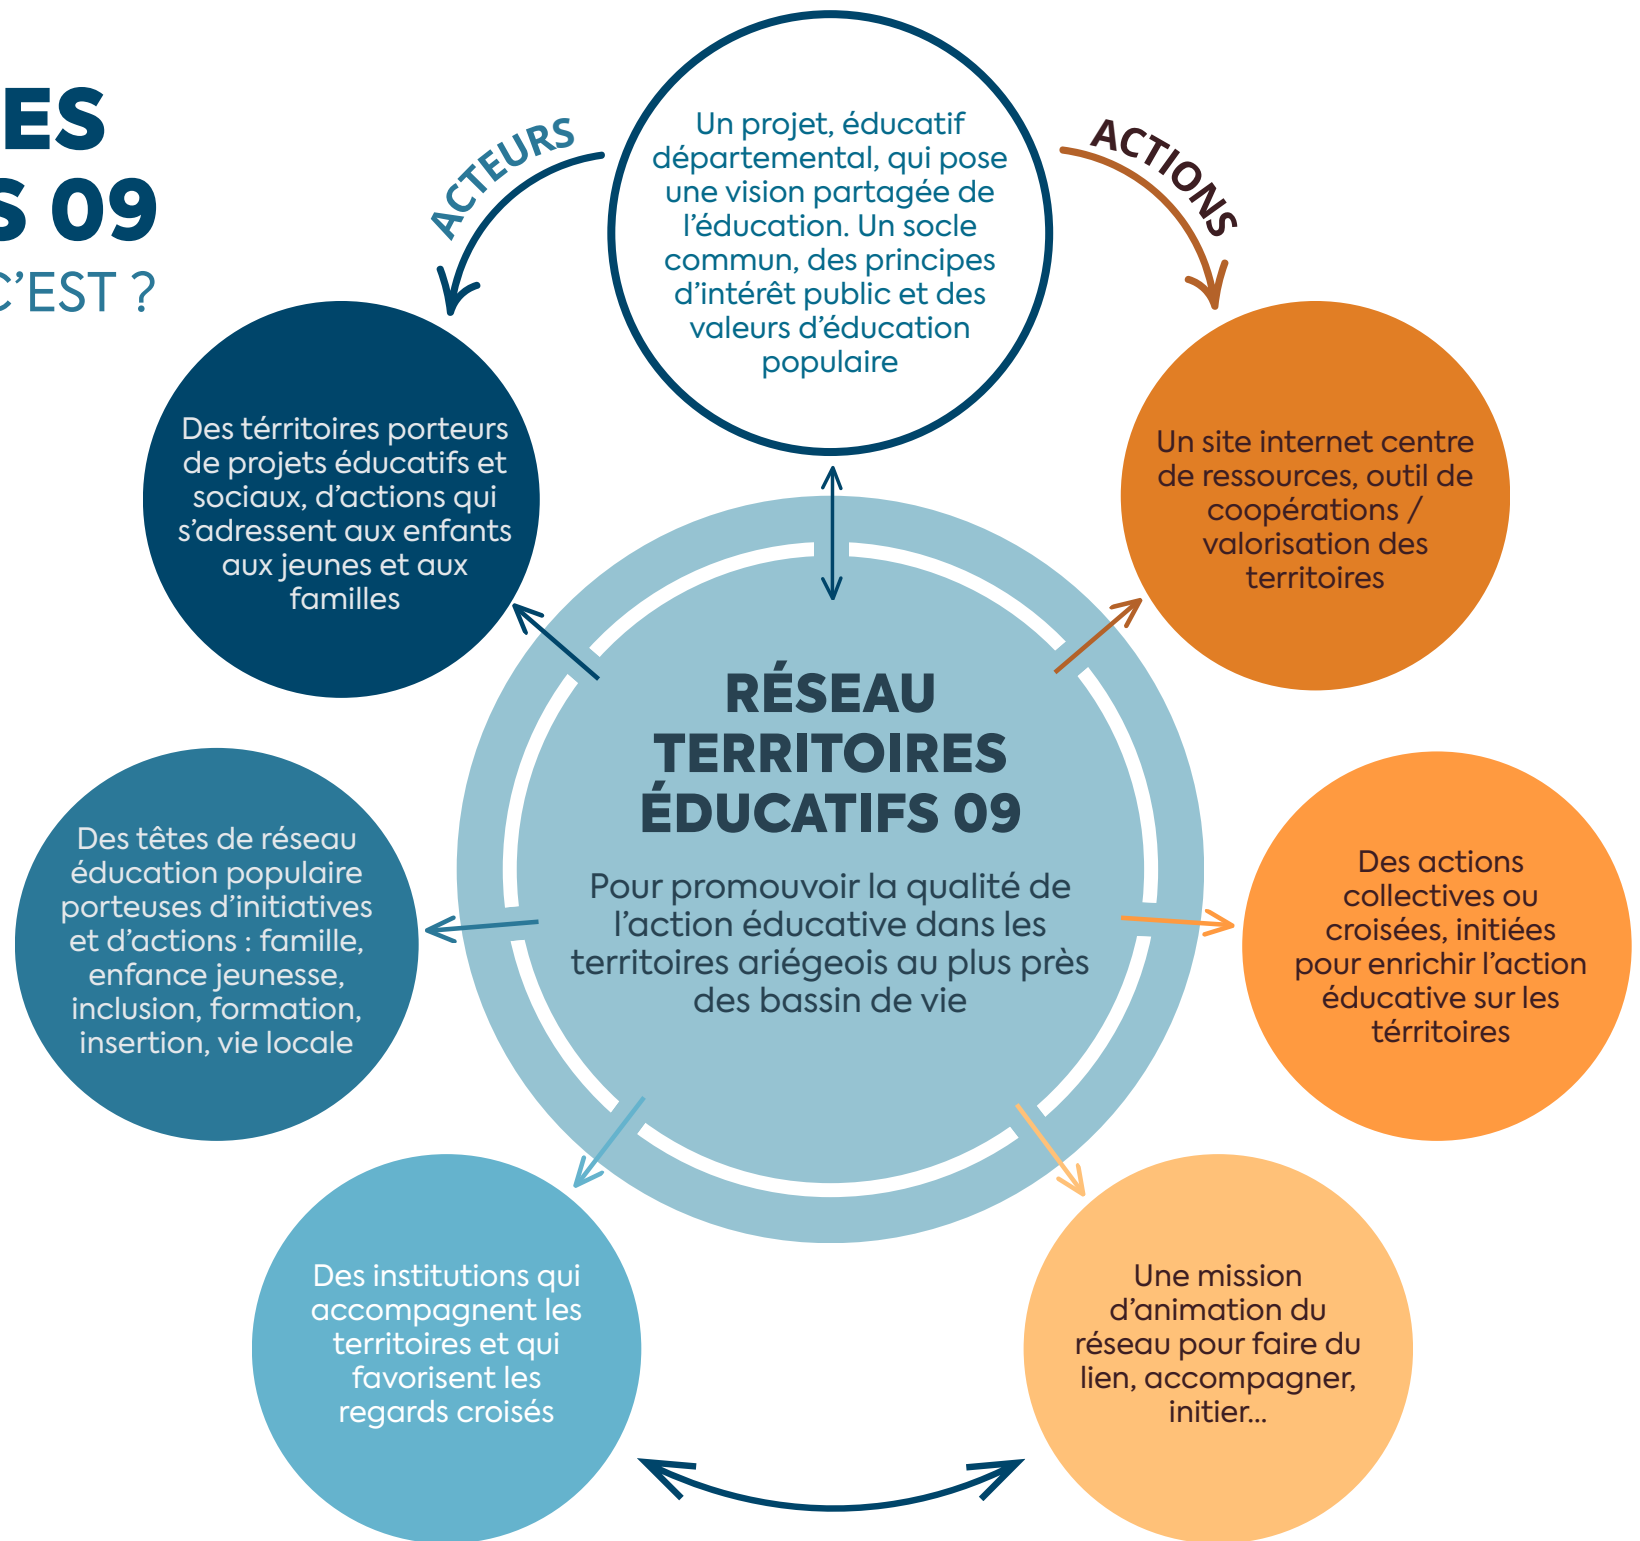 ES
S 09
C'EST ?
ACTEURS
ACTIONS
Un projet, éducatif
départemental, qui pose
une vision partagée de
l'éducation. Un socle
commun, des principes
d'intérêt public et des
valeurs d'éducation
populaire
Des térritoires porteurs
de projets éducatifs et
sociaux, d'actions qui
s'adressent aux enfants
aux jeunes et aux
familles
Un site internet centre
de ressources, outil de
coopérations /
valorisation des
territoires
RÉSEAU
TERRITOIRES
ÉDUCATIFS 09
Pour promouvoir la qualité de
l'action éducative dans les
territoires ariégeois au plus près
des bassin de vie
Des têtes de réseau
éducation populaire
porteuses d'initiatives
et d'actions : famille,
enfance jeunesse,
inclusion, formation,
insertion, vie locale
Des actions
collectives ou
croisées, initiées
pour enrichir l'action
éducative sur les
térritoires
Des institutions qui
accompagnent les
territoires et qui
favorisent les
regards croisés
Une mission
d'animation du
réseau pour faire du
lien, accompagner,
initier...